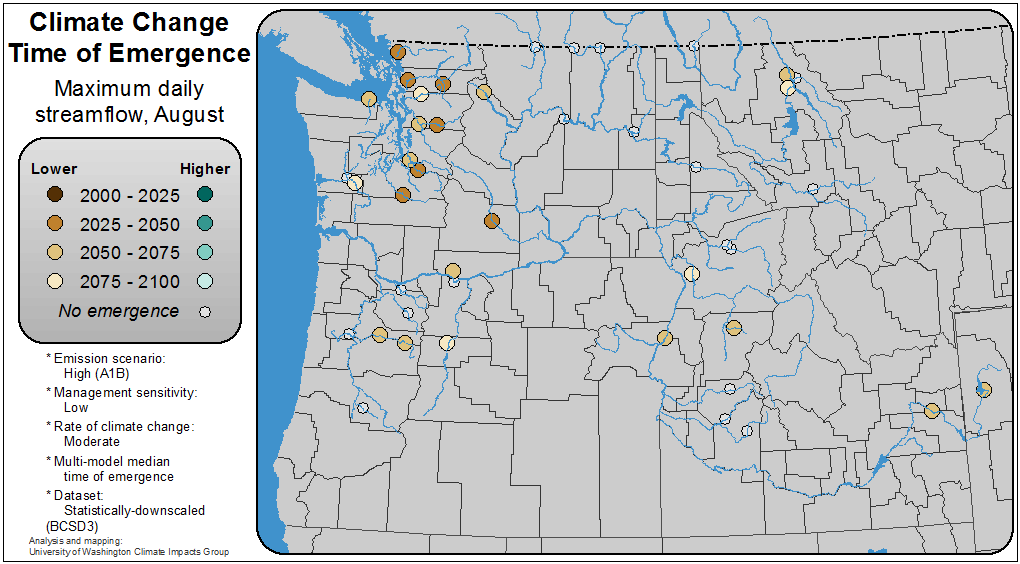 Climate Change
Time of Emergence
Maximum daily
streamflow, August
Lower Higher
2000 - 2025
2025 - 2050
2050 - 2075
2075 - 2100
No emergence
* Emission scenario:
High (A1B)
* Management sensitivity:
Low
* Rate of climate change:
Moderate
* Multi-model median
time of emergence
* Dataset:
Statistically-downscaled
(BCSD3)
Analysis and mapping:
University of Washington Climate Impacts Group